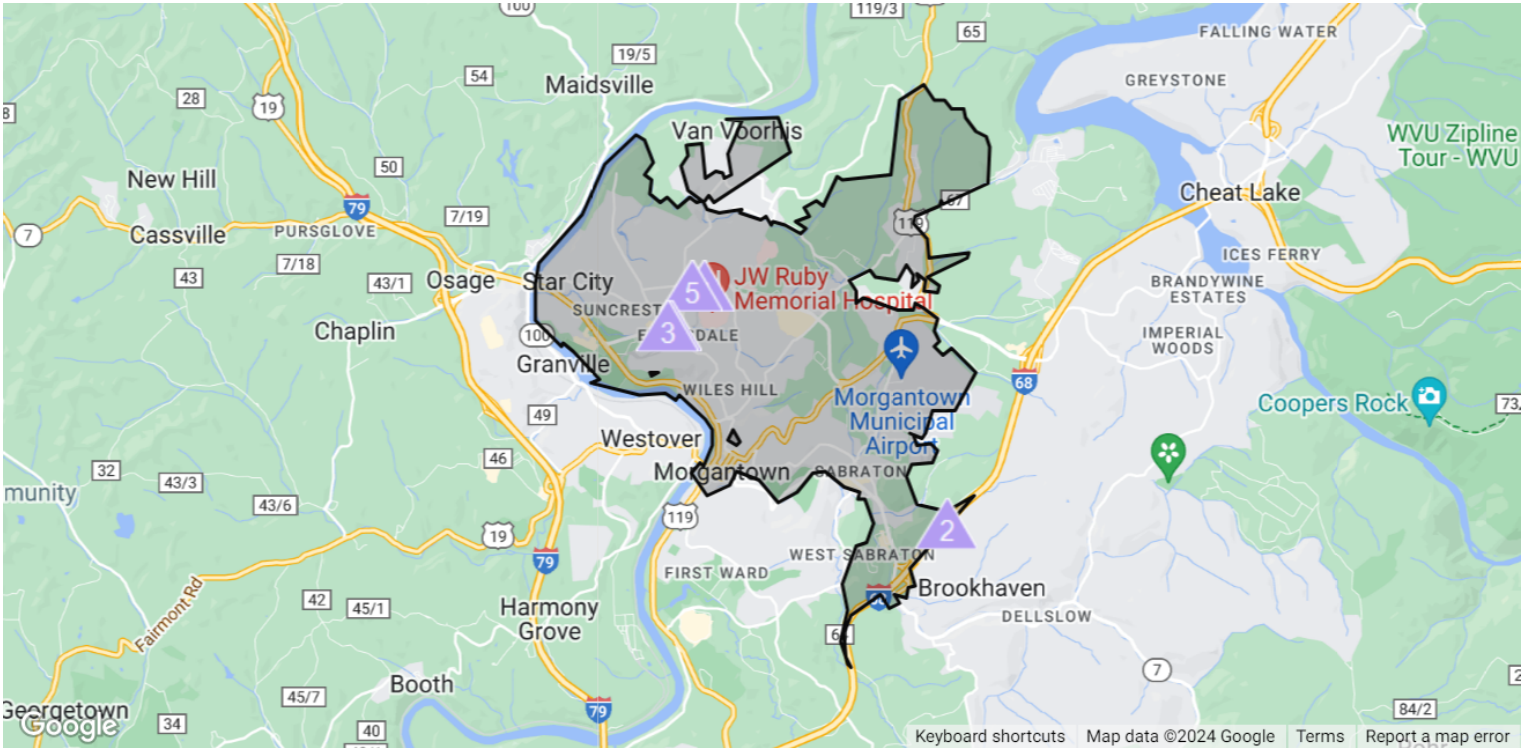 100
119/3
65
19/5
FALLING WATER
54
Maidsville
GREYSTONE
28
19
8
Van Voorhis
WVU Zipline
Tour - WVU
50
New Hill
Cheat Lake
79
67
7/19
7
Cassville
PURSGLOVE
119
7/18
ICES FERRY
43
43/1
Osage
Star City
JW Ruby
Memorial Hospital
BRANDYWINE
ESTATES
5
SUNCREST
Chaplin
100
3
DALE
IMPERIAL
WOODS
Granville
68
WILES HILL
Morgantown
Municipal
Airport
Coopers Rock
73
49
Westover
46
32
Morgantown
SABRATON
43/3
munity
43/6
119
19
2
WEST SABRATON
79
FIRST WARD
Brookhaven
42
45/1
Fairmont Rd
Harmony
Grove
DELLSLOW
7
Booth
45/7
Georgetown
79
34
40
84/2
2
Google
Keyboard shortcuts
Map data ©2024 Google
Terms
Report a map error